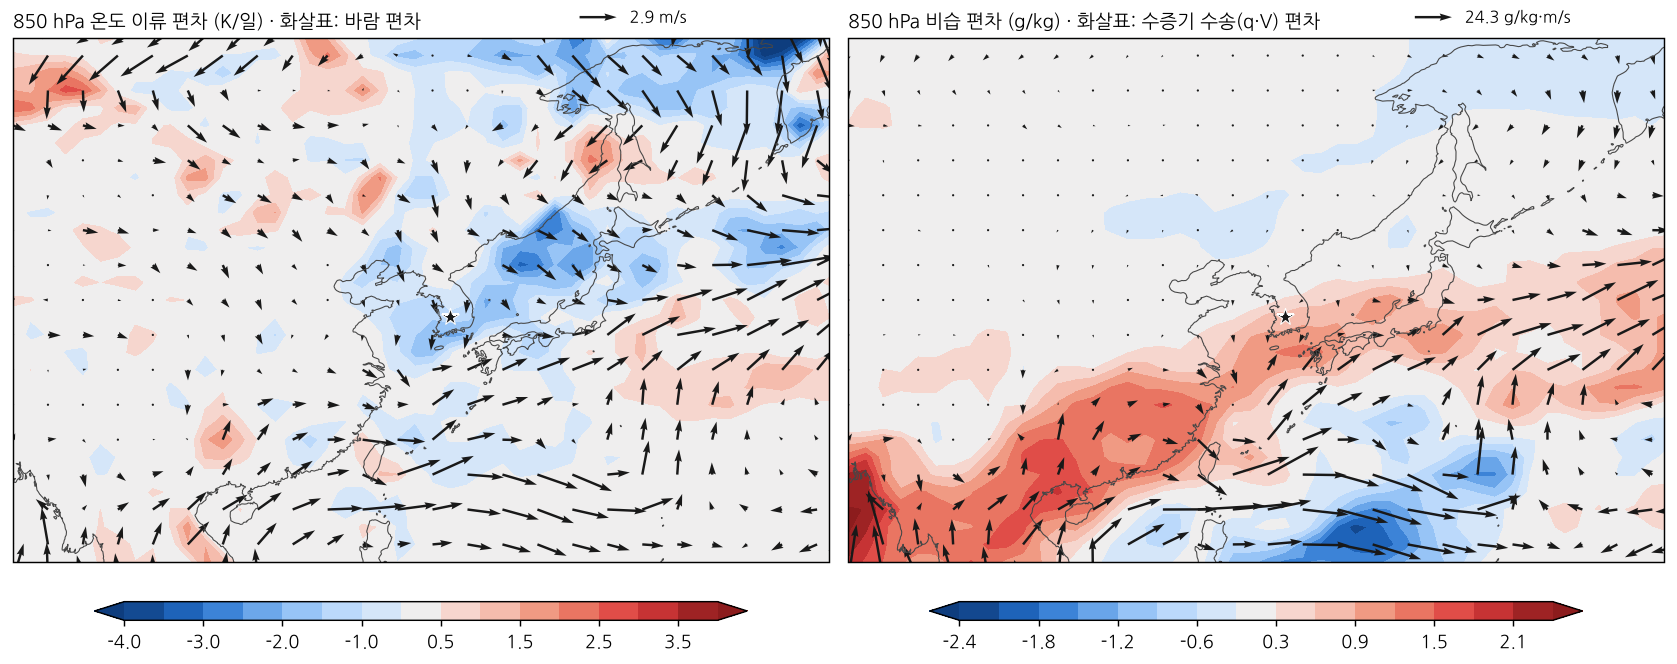 850 hPa 온도 이류 편차 (K/일) · 화살표: 바람 편차
2.9 m/s
850 hPa 비습 편차 (g/kg) · 화살표: 수증기 수송(q·V) 편차
24.3 g/kg·m/s
-4.0 -3.0 -2.0 -1.0 0.5 1.5 2.5 3.5
-2.4 -1.8 -1.2 -0.6 0.3 0.9 1.5 2.1